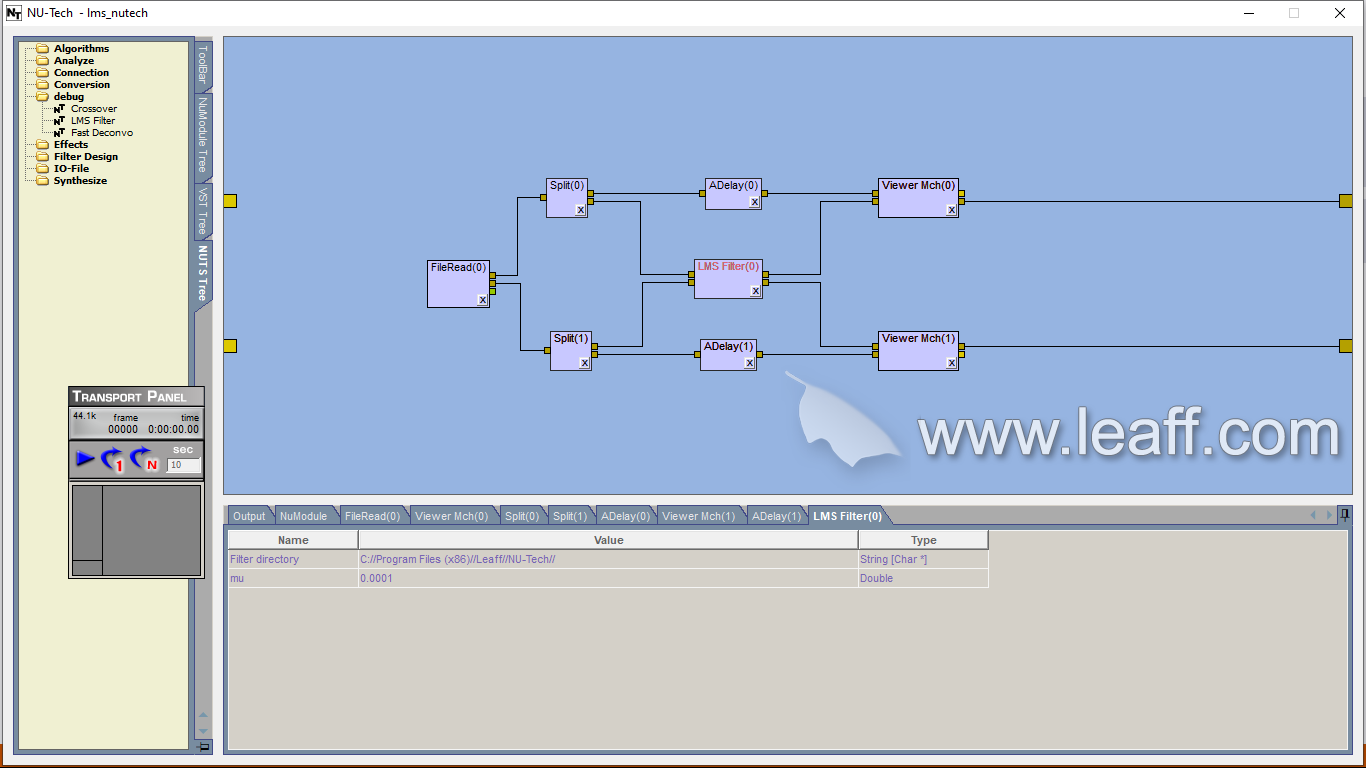 NU-Tech - lms_nutech
Algorithms
Analyze
Connection
Conversion
debug
Crossover
LMS Filter
Fast Deconvo
Effects
Filter Design
IO-File
Synthesize
ToolBar
NuModule Tree
VST Tree
NUTS Tree
TRANSPORT PANEL
44.1k frame time
00000 0:00:00.00
1 N sec
10
Split(0)
X
ADelay(0)
X
Viewer Mch(0)
X
FileRead(0)
X
LMS Filter(0)
X
Split(1)
X
ADelay(1)
X
Viewer Mch(1)
X
www.leaff.com
Output NuModule FileRead(0) Viewer Mch(0) Split(0) Split(1) ADelay(0) Viewer Mch(1) ADelay(1) LMS Filter(0)
Name Value Type
Filter directory C://Program Files (x86)//Leaff//NU-Tech// String [Char *]
mu 0.0001 Double